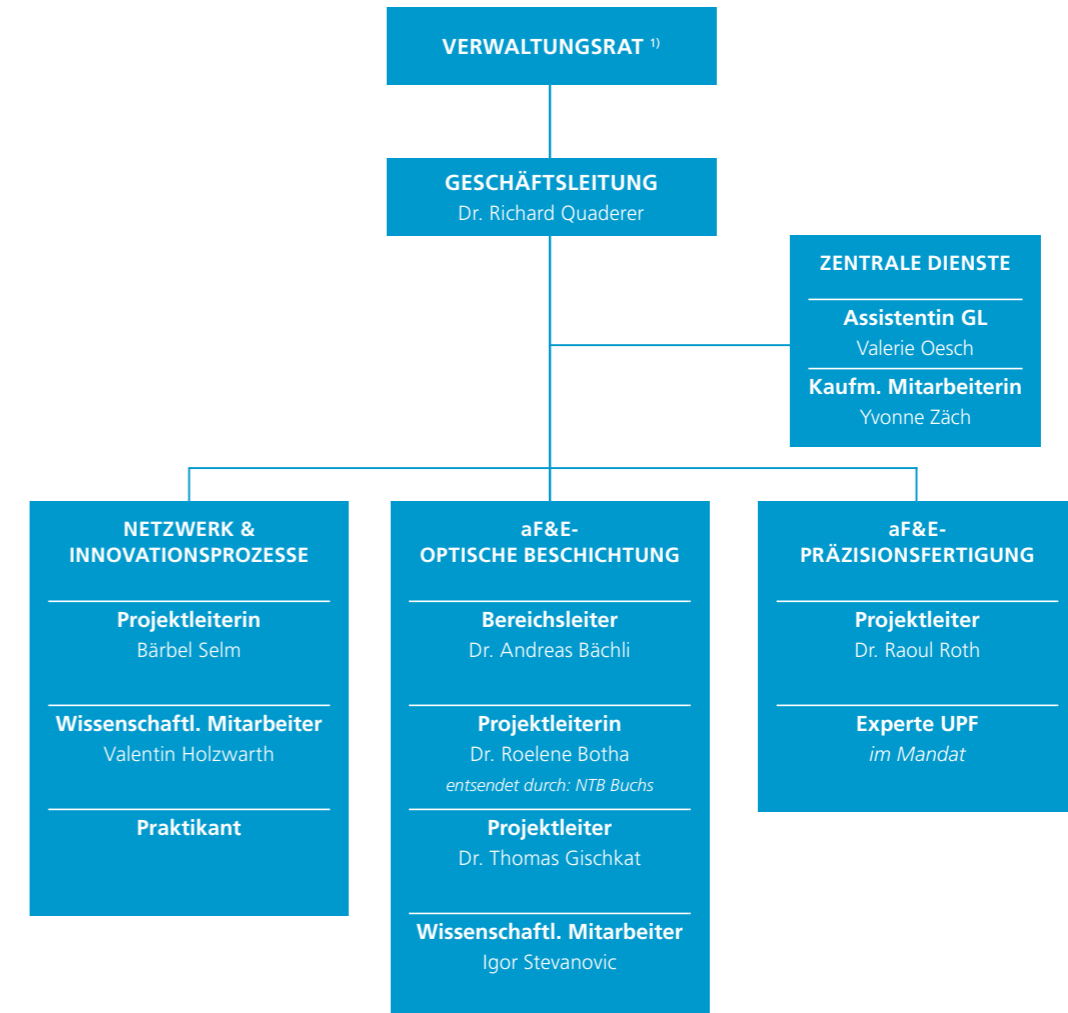 VERWALTUNGSRAT 1)
GESCHÄFTSLEITUNG
Dr. Richard Quaderer
ZENTRALE DIENSTE
Assistentin GL
Valerie Oesch
Kaufm. Mitarbeiterin
Yvonne Zäch
NETZWERK &
INNOVATIONSPROZESSE
Projektleiterin
Bärbel Selm
Wissenschaftl. Mitarbeiter
Valentin Holzwarth
Praktikant
aF&E-
OPTISCHE BESCHICHTUNG
Bereichsleiter
Dr. Andreas Bächli
Projektleiterin
Dr. Roelene Botha
entsendet durch: NTB Buchs
Projektleiter
Dr. Thomas Gischkat
Wissenschaftl. Mitarbeiter
Igor Stevanovic
aF&E-
PRÄZISIONSFERTIGUNG
Projektleiter
Dr. Raoul Roth
Experte UPF
im Mandat